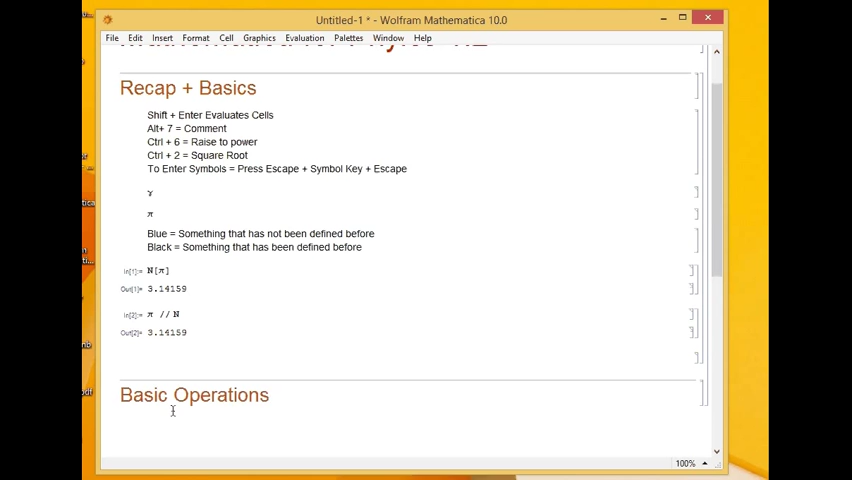 Untitled-1 * - Wolfram Mathematica 10.0
File Edit Insert Format Cell Graphics Evaluation Palettes Window Help
Recap + Basics
Shift + Enter Evaluates Cells
Alt+ 7 = Comment
Ctrl + 6 = Raise to power
Ctrl + 2 = Square Root
To Enter Symbols = Press Escape + Symbol Key + Escape
γ
π
Blue = Something that has not been defined before
Black = Something that has been defined before
In[1]:= N[π]
Out[1]= 3.14159
In[2]:= π // N
Out[2]= 3.14159
Basic Operations
100%